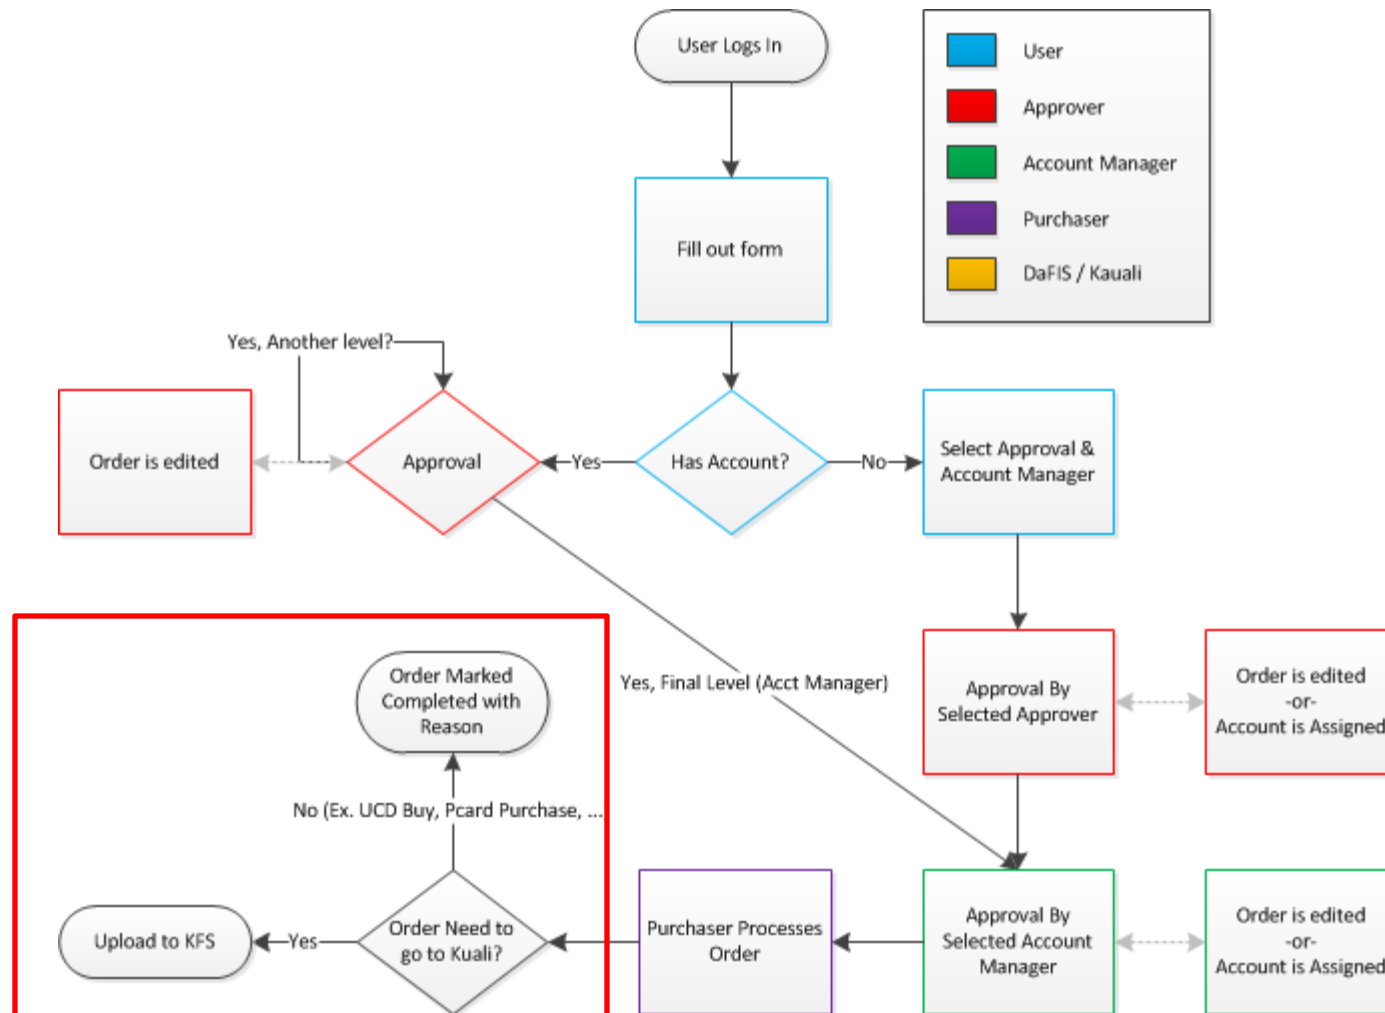 User Logs In
User
Approver
Account Manager
Purchaser
DaFIS / Kauali
Fill out form
Yes, Another level?
Order is edited
Approval
Yes
Has Account?
No
Select Approval &
Account Manager
Yes, Final Level (Acct Manager)
Approval By
Selected Approver
Order is edited
-or-
Account is Assigned
Order Marked
Completed with
Reason
No (Ex. UCD Buy, Pcard Purchase, ...
Upload to KFS
Yes
Order Need to
go to Kuali?
Purchaser Processes
Order
Approval By
Selected Account
Manager
Order is edited
-or-
Account is Assigned